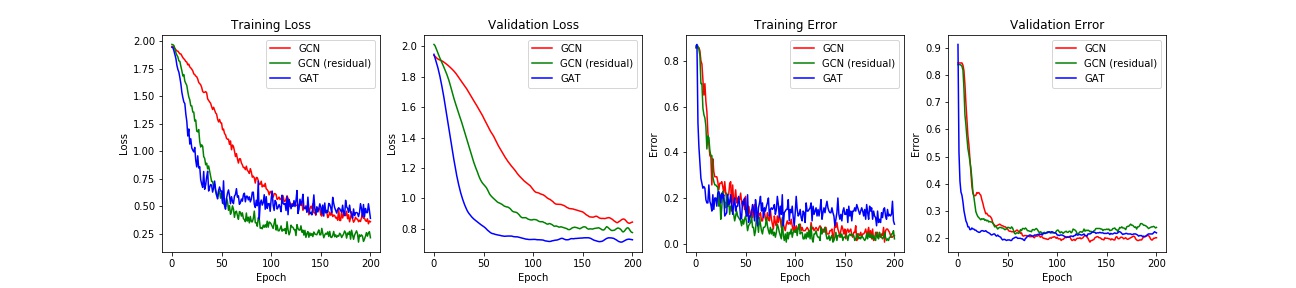 Training Loss
2.00
1.75
1.50
1.25
1.00
0.75
0.50
0.25
Loss
0
50
100
150
200
Epoch
GCN
GCN (residual)
GAT
Validation Loss
2.0
1.8
1.6
1.4
1.2
1.0
0.8
Loss
0
50
100
150
200
Epoch
GCN
GCN (residual)
GAT
Training Error
0.8
0.6
0.4
0.2
0.0
Error
0
50
100
150
200
Epoch
GCN
GCN (residual)
GAT
Validation Error
0.9
0.8
0.7
0.6
0.5
0.4
0.3
0.2
Error
0
50
100
150
200
Epoch
GCN
GCN (residual)
GAT